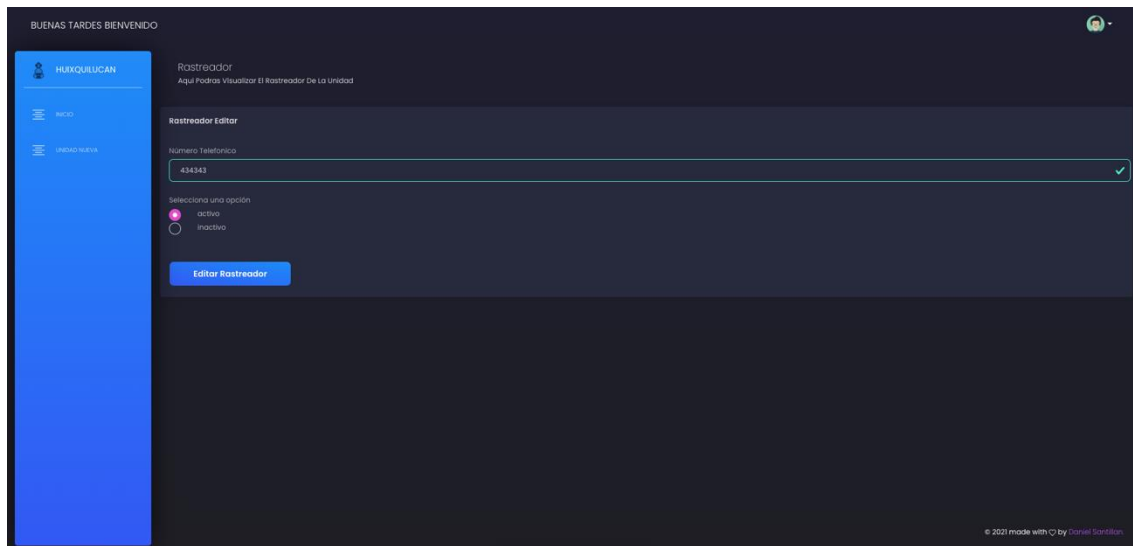 BUENAS TARDES BIENVENIDO
HUIXQUILUCAN
INICIO
UNIDAD NUEVA
Rastreador
Aqui Podras Visualizar El Rastreador De La Unidad
Rastreador Editar
Número Telefonico
434343
Selecciona una opción
activo
inactivo
Editar Rastreador
© 2021 made with by Daniel Santillan.